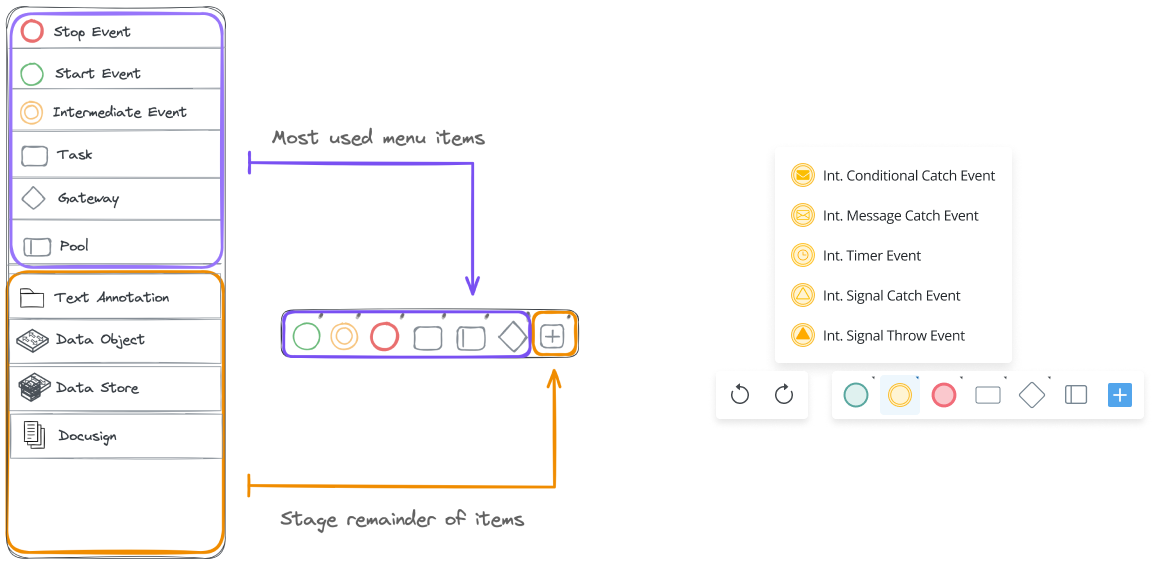 Stop Event
Start Event
Intermediate Event
Task
Gateway
Pool
Text Annotation
Data Object
Data Store
Docusign
Most used menu items
Stage remainder of items
Int. Conditional Catch Event
Int. Message Catch Event
Int. Timer Event
Int. Signal Catch Event
Int. Signal Throw Event